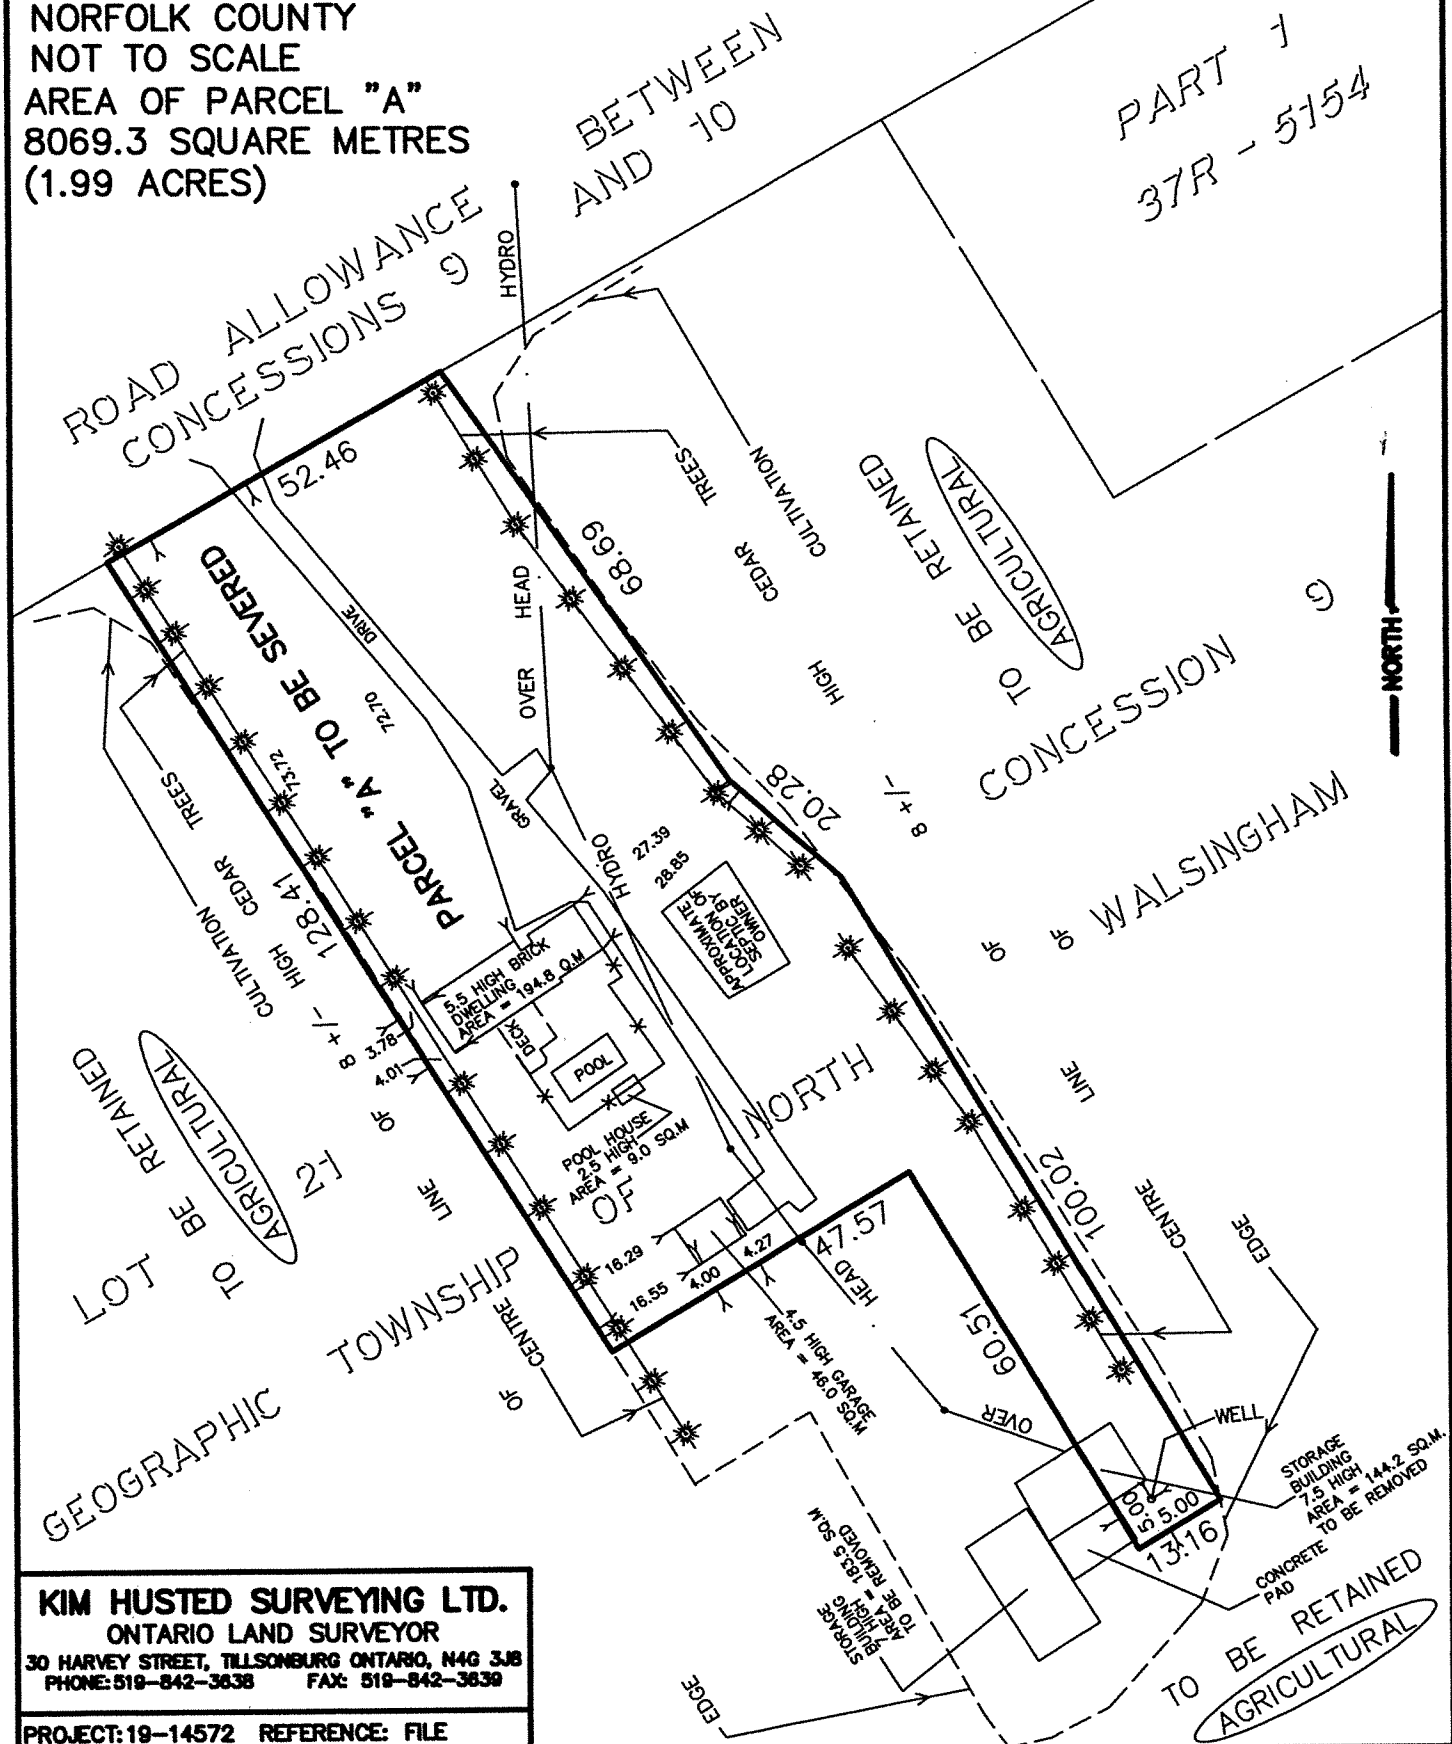 NORFOLK COUNTY
NOT TO SCALE
AREA OF PARCEL "A"
8069.3 SQUARE METRES
(1.99 ACRES)
ROAD ALLOWANCE BETWEEN
CONCESSIONS 9 AND 10
PART 1
37R - 5154
HYDRO
OVER HEAD
52.46
68.69
20.28
100.02
13.16
60.51
47.57
128.41
PARCEL "A" TO BE SEVERED
DRIVE
GRAVEL
72.70
73.72
CULTIVATION
TREES
CEDAR
HIGH
8 +/-
OF
LINE
CENTRE
EDGE
TO BE RETAINED
AGRICULTURAL
NORTH
CONCESSION 9
OF
OF
WALSINGHAM
NORTH
OF
TOWNSHIP
GEOGRAPHIC
LOT 21
TREES
CEDAR
CULTIVATION
HIGH
8 +/-
OF
LINE
CENTRE
OF
TO BE RETAINED
AGRICULTURAL
HYDRO
27.39
28.85
APPROXIMATE
LOCATION OF
SEPTIC BY
OWNER
5.5 HIGH BRICK
DWELLING
AREA = 194.8 Q.M
3.78
4.01
DECK
POOL
POOL HOUSE
2.5 HIGH
AREA = 9.0 SQ.M
16.29
16.55
4.00
4.27
4.5 HIGH GARAGE
AREA = 46.0 SQ.M
HEAD
OVER
WELL
5.00
5.00
STORAGE
BUILDING
7.5 HIGH
AREA = 144.2 SQ.M.
TO BE REMOVED
CONCRETE
PAD
STORAGE
BUILDING
7 HIGH
AREA = 183.5 SQ.M
TO BE REMOVED
EDGE
TO BE RETAINED
AGRICULTURAL
KIM HUSTED SURVEYING LTD.
ONTARIO LAND SURVEYOR
30 HARVEY STREET, TILLSONBURG ONTARIO, N4G 3J8
PHONE: 519-842-3638 FAX: 519-842-3639
PROJECT: 19-14572 REFERENCE: FILE